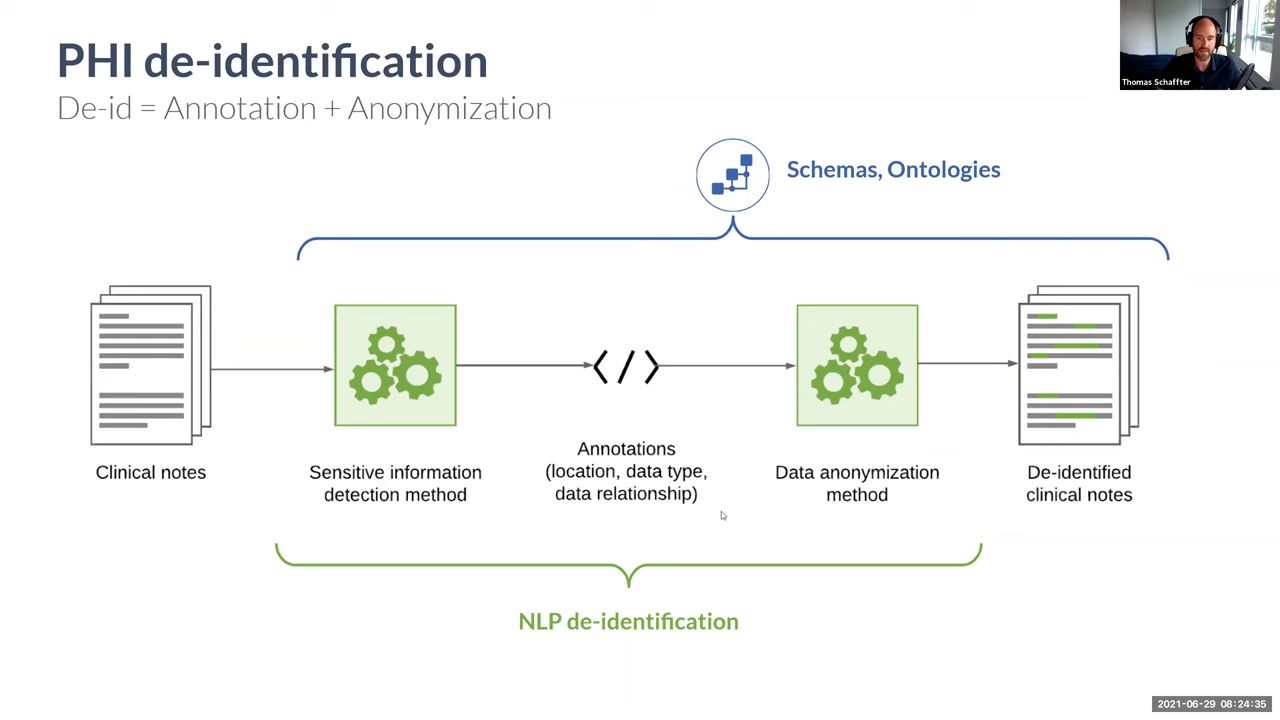 PHI de-identification
De-id = Annotation + Anonymization
Thomas Schaffter
Schemas, Ontologies
</>
Clinical notes
Sensitive information
detection method
Annotations
(location, data type,
data relationship)
Data anonymization
method
De-identified
clinical notes
NLP de-identification
2021-06-29 08:24:35